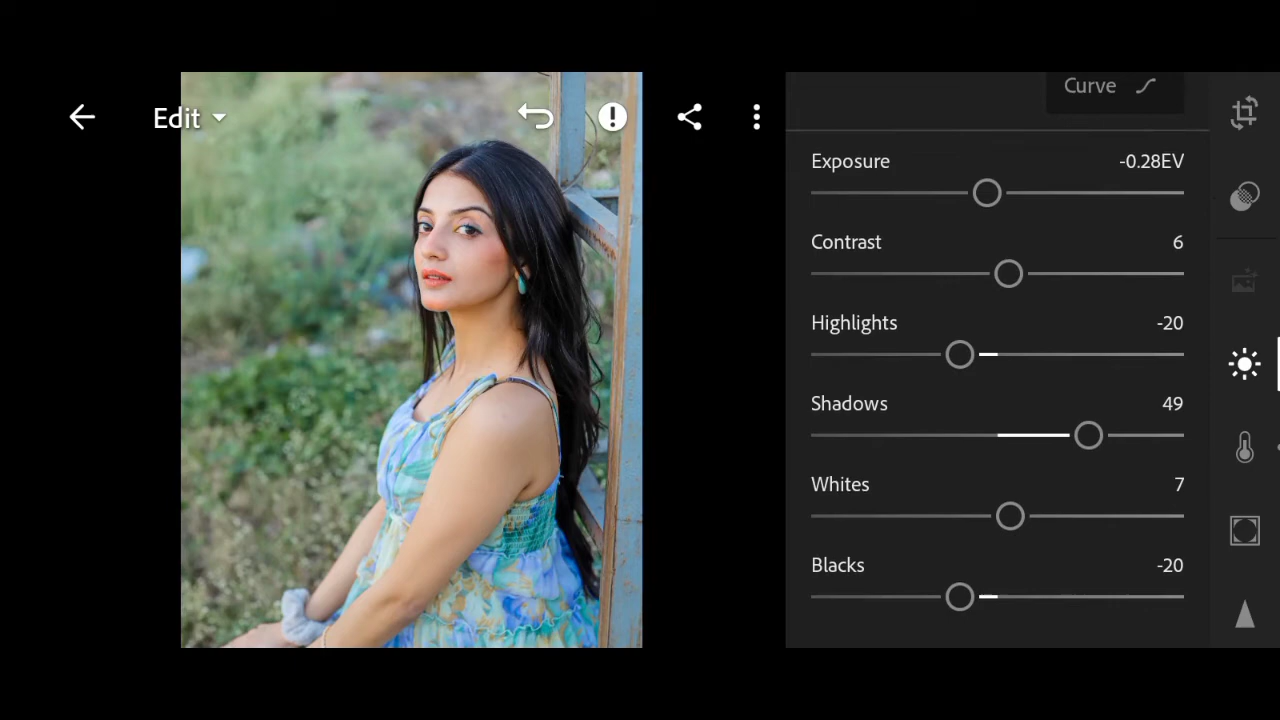 Edit
Curve
Exposure -0.28EV
Contrast 6
Highlights -20
Shadows 49
Whites 7
Blacks -20